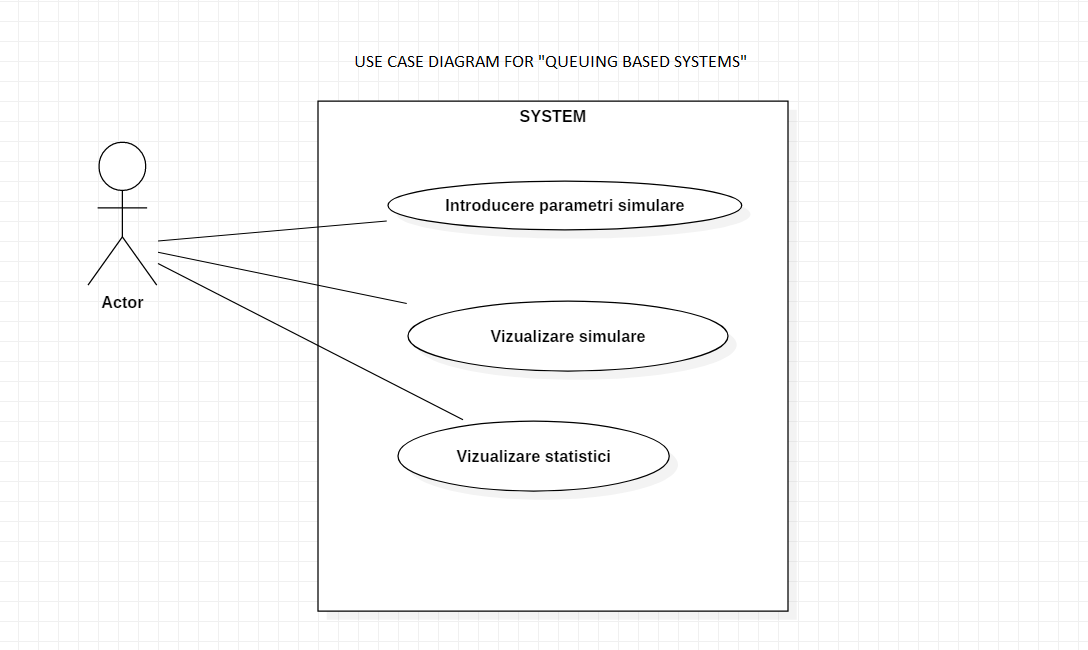 USE CASE DIAGRAM FOR "QUEUING BASED SYSTEMS"
SYSTEM
Introducere parametri simulare
Actor
Vizualizare simulare
Vizualizare statistici